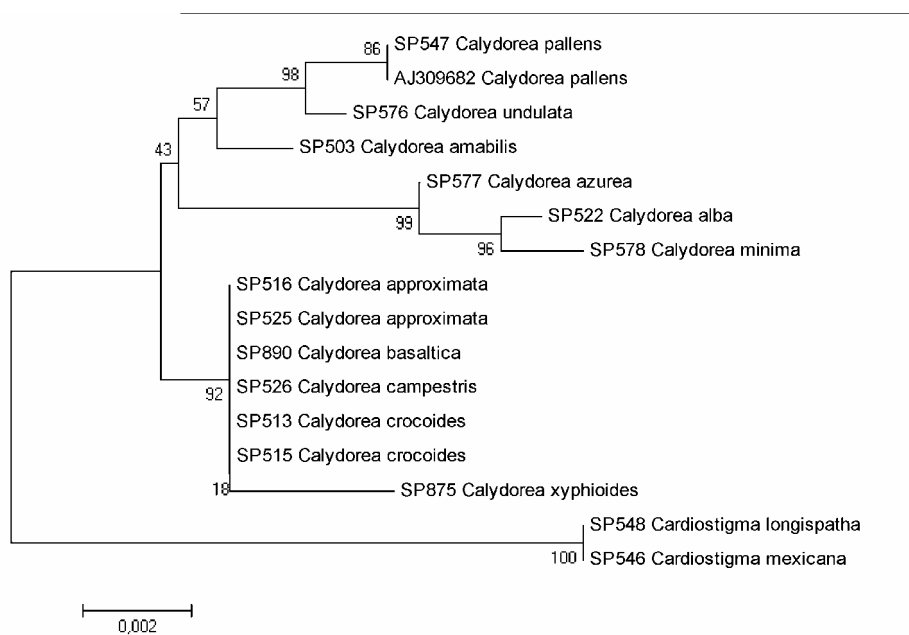 86
SP547 Calydorea pallens
AJ309682 Calydorea pallens
98
SP576 Calydorea undulata
57
SP503 Calydorea amabilis
43
SP577 Calydorea azurea
99
SP522 Calydorea alba
96
SP578 Calydorea minima
SP516 Calydorea approximata
SP525 Calydorea approximata
SP890 Calydorea basaltica
92
SP526 Calydorea campestris
SP513 Calydorea crocoides
SP515 Calydorea crocoides
18
SP875 Calydorea xyphioides
SP548 Cardiostigma longispatha
100
SP546 Cardiostigma mexicana
0,002